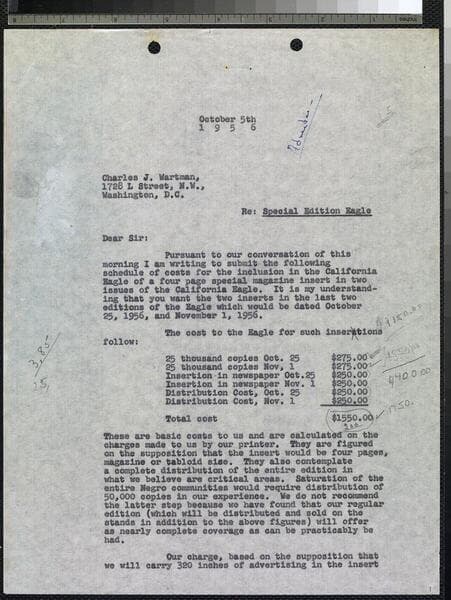 October 5th
1 9 5 6
Charles J. Wartman,
1728 L Street, N.W.,
Washington, D.C.
Re: Special Edition Eagle
Dear Sir:
Pursuant to our conversation of this
morning I am writing to submit the following
schedule of costs for the inclusion in the California
Eagle of a four page special magazine insert in two
issues of the California Eagle. It is my understand-
ing that you want the two inserts in the last two
editions of the Eagle which would be dated October
25, 1956, and November 1, 1956.
The cost to the Eagle for such insertions
follow:
25 thousand copies Oct. 25 $275.00
25 thousand copies Nov, 1 $275.00
Insertion in newspaper Oct.25 $250.00
Insertion in newspaper Nov. 1 $250.00
Distribution Cost, Oct. 25 $250.00
Distribution Cost, Nov. 1 $250.00
Total cost $1550.00
These are basic costs to us and are calculated on the
charges made to us by our printer. They are figured
on the supposition that the insert would be four pages,
magazine or tabloid size. They also contemplate
a complete distribution of the entire edition in
what we believe are critical areas. Saturation of the
entire Negro communities would require distribution of
50,000 copies in our experience. We do not recommend
the latter step because we have found that our regular
edition (which will be distributed and sold on the
stands in addition to the above figures) will offer
as nearly complete coverage as can be practicably be
had.
Our charge, based on the supposition that
we will carry 320 inches of advertising in the insert